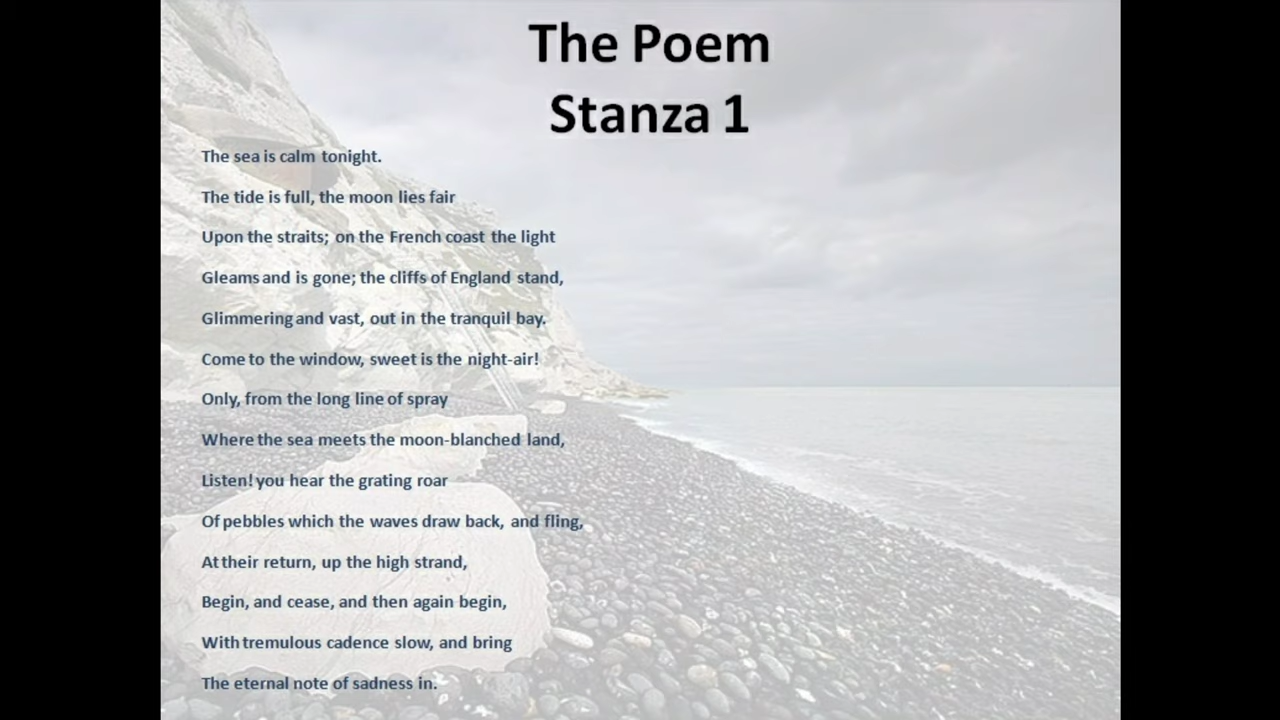 The Poem
Stanza 1
The sea is calm tonight.
The tide is full, the moon lies fair
Upon the straits; on the French coast the light
Gleams and is gone; the cliffs of England stand,
Glimmering and vast, out in the tranquil bay.
Come to the window, sweet is the night-air!
Only, from the long line of spray
Where the sea meets the moon-blanched land,
Listen! you hear the grating roar
Of pebbles which the waves draw back, and fling,
At their return, up the high strand,
Begin, and cease, and then again begin,
With tremulous cadence slow, and bring
The eternal note of sadness in.